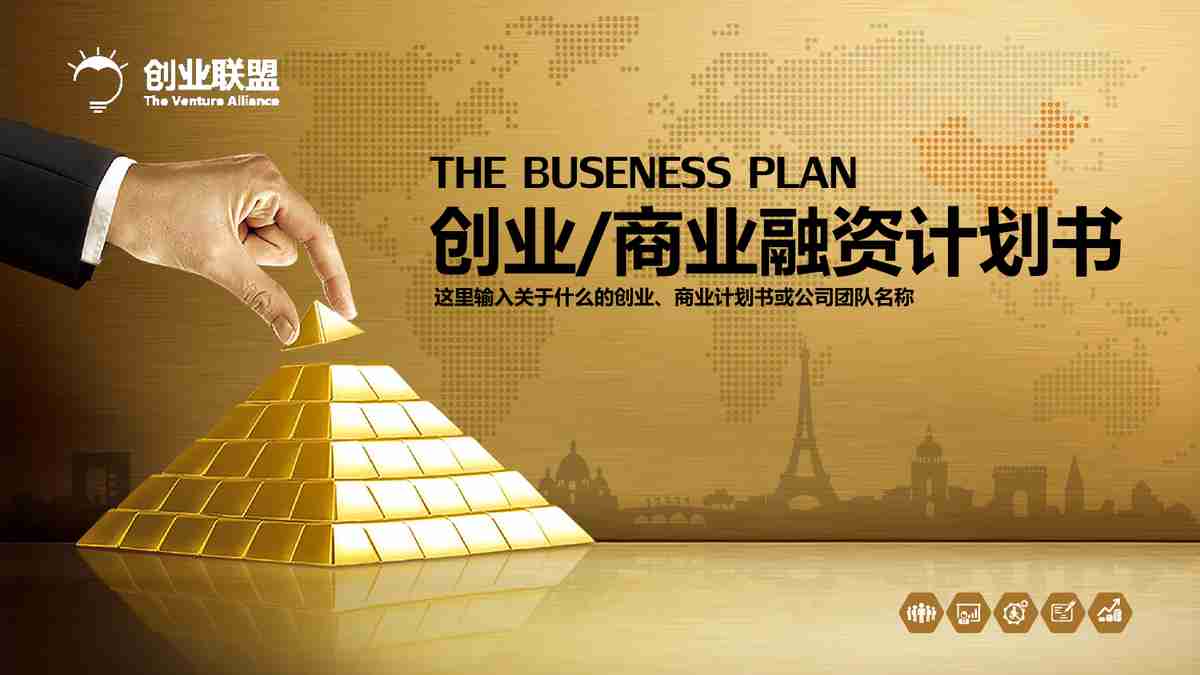 创业联盟
The Venture Alliance
THE BUSENESS PLAN
创业/商业融资计划书
这里输入关于什么的创业、商业计划书或公司团队名称